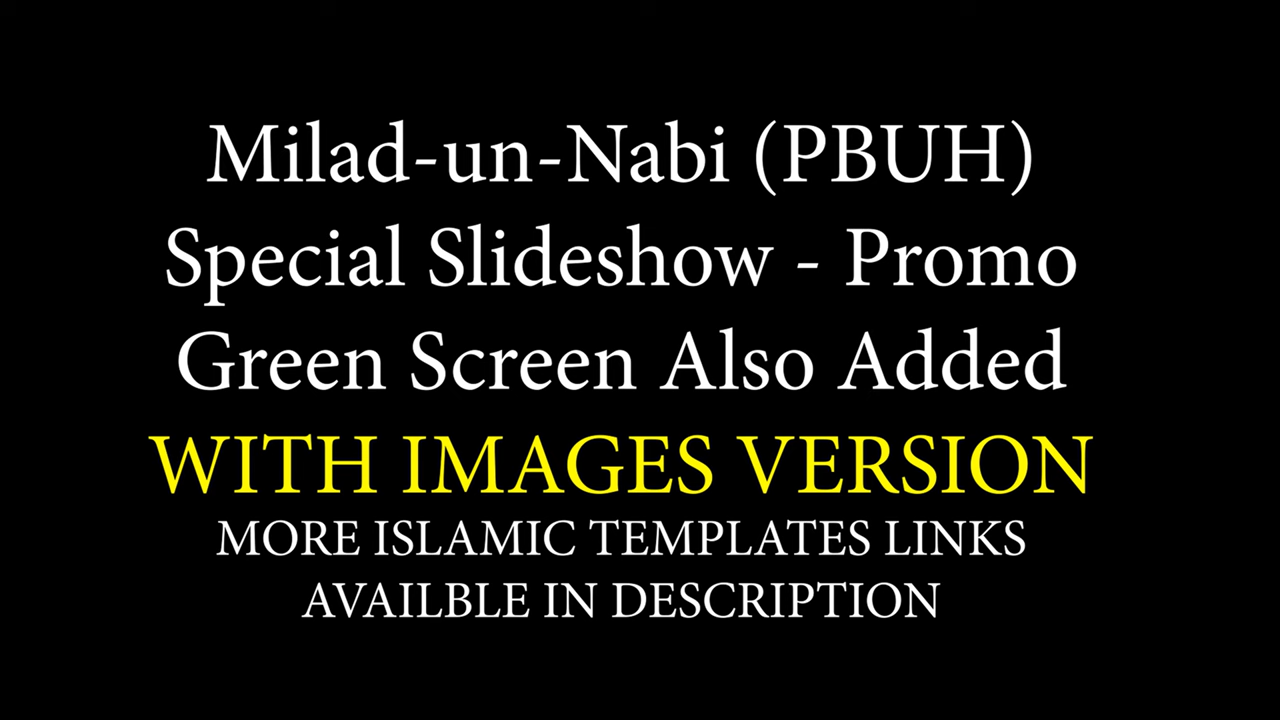 Milad-un-Nabi (PBUH)
Special Slideshow - Promo
Green Screen Also Added
WITH IMAGES VERSION
MORE ISLAMIC TEMPLATES LINKS
AVAILBLE IN DESCRIPTION